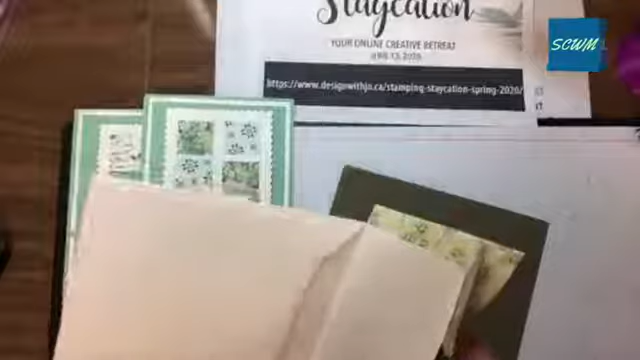 Staycation
YOUR ONLINE CREATIVE RETREAT
https://www.designwithjo.ca/stamping-staycation-spring-2020/
SCWM